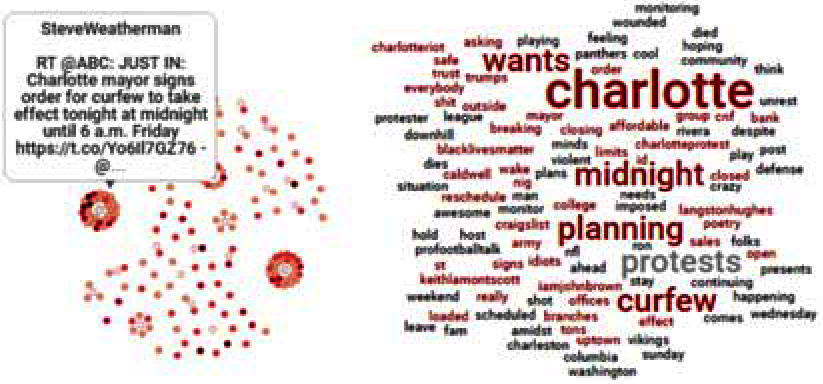 SteveWeatherman
RT @ABC: JUST IN:
Charlotte mayor signs
order for curfew to take
effect tonight at midnight
until 6 a.m. Friday
https://t.co/Yo6Il7GZ76 -
@...
monitoring
wounded
charlotteriot asking playing feeling died
hoping
safe wants panthers cool community
trust trumps order think
everybody charlotte
shit outside unrest
protester league mayor group cnf bank
downhill breaking closing affordable rivera despite
blacklivesmatter minds limits charlotteprotest
violent id play post
dies caldwell wake plans midnight closed defense
situation nig crazy
reschedule man needs
awesome monitor college imposed langstonhughes
craigslist planning poetry
hold host army ron sales folks
profootballtalk nfl protests open
st signs idiots ahead presents
keithlamontscott iamjohnbrown stay continuing
weekend really shot offices curfew happening
loaded scheduled branches effect comes wednesday
leave fam amidst tons
charleston uptown vikings
columbia sunday
washington